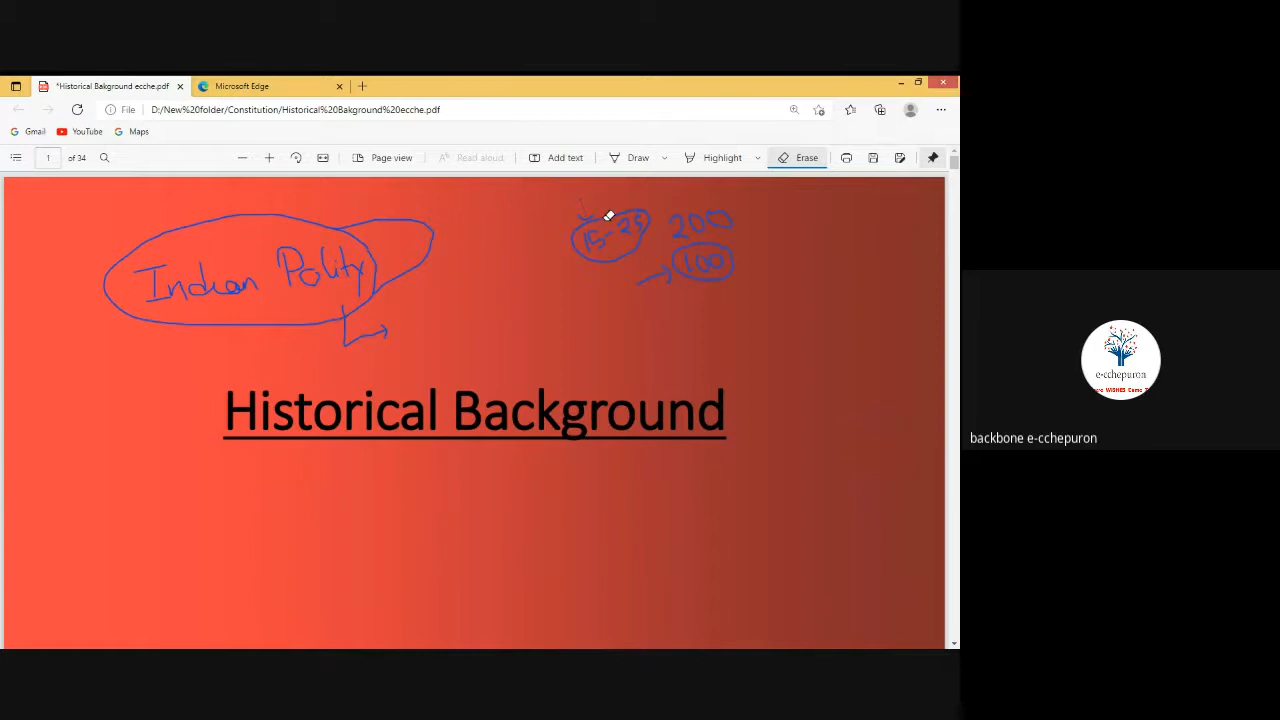 *Historical Bakground ecche.pdf
Microsoft Edge
File
D:/New%20folder/Constitution/Historical%20Bakground%20ecche.pdf
Gmail
YouTube
Maps
1 of 34
Page view
Read aloud
Add text
Draw
Highlight
Erase
15-25 200
100
Indian Polity
Historical Background
e-cchepuron
backbone e-cchepuron